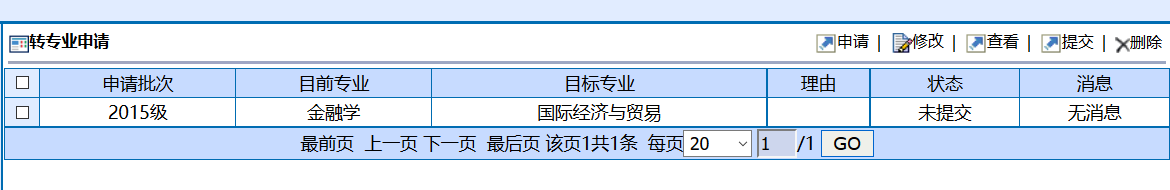 转专业申请 申请 | 修改 | 查看 | 提交 | 删除
申请批次 目前专业 目标专业 理由 状态 消息
2015级 金融学 国际经济与贸易 未提交 无消息
最前页 上一页 下一页 最后页 该页1共1条 每页 20 1 /1 GO